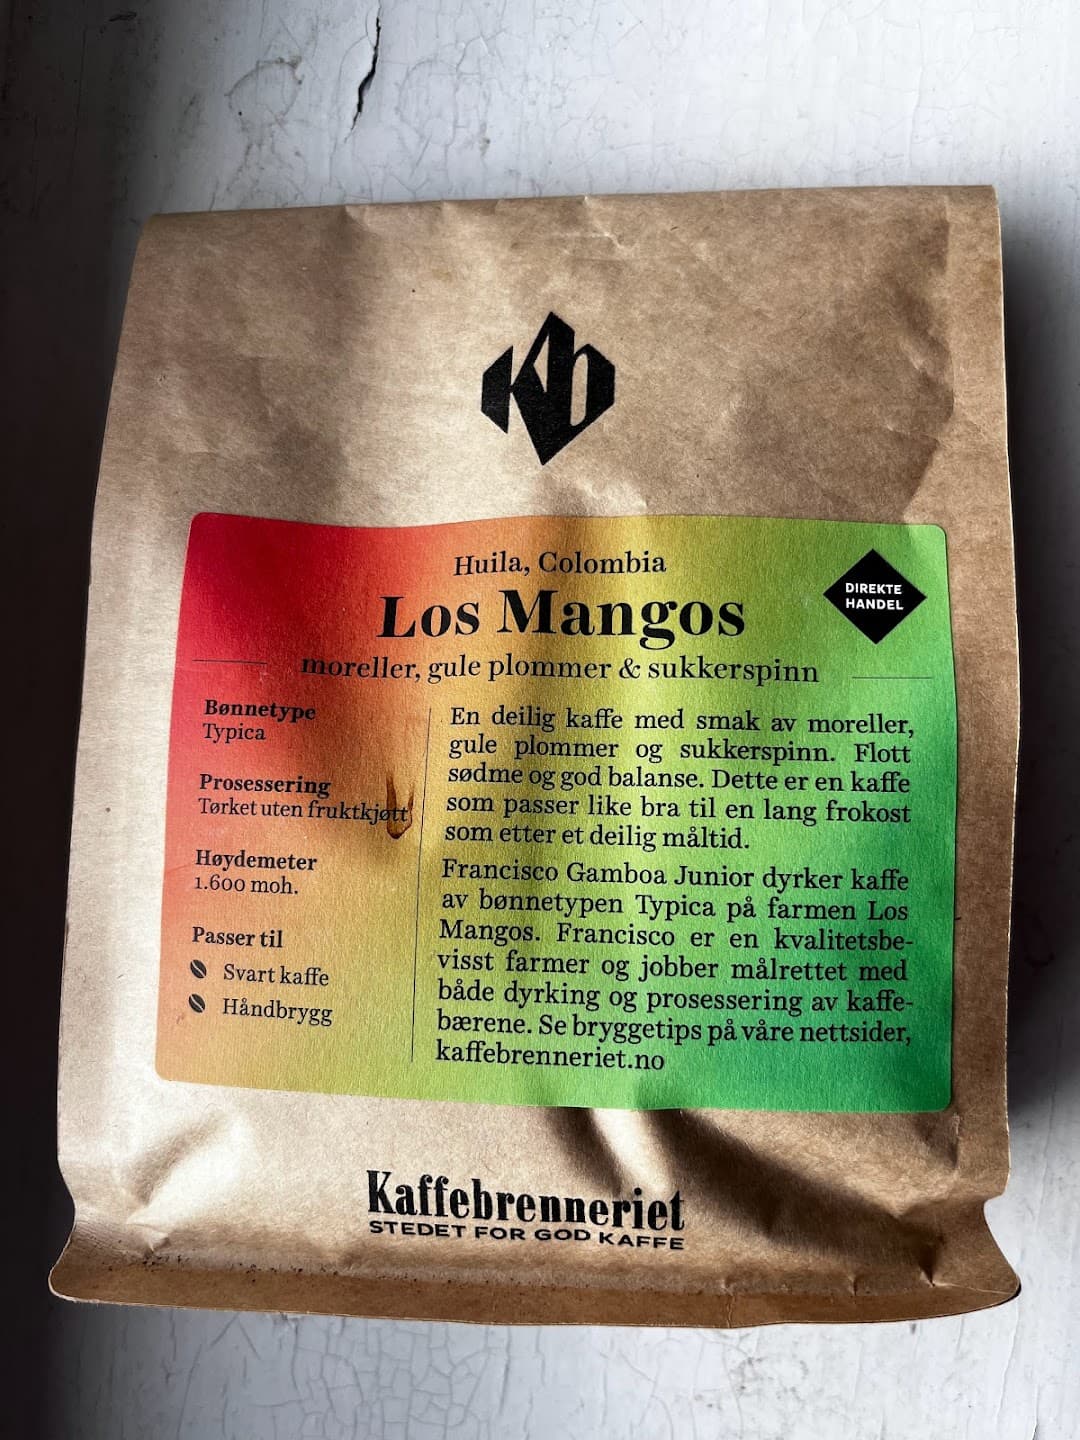 Kb
Huila, Colombia
Los Mangos
moreller, gule plommer & sukkerspinn
DIREKTE
HANDEL
Bønnetype
Typica
Prosessering
Tørket uten fruktkjøtt
Høydemeter
1.600 moh.
Passer til
Svart kaffe
Håndbrygg
En deilig kaffe med smak av moreller,
gule plommer og sukkerspinn. Flott
sødme og god balanse. Dette er en kaffe
som passer like bra til en lang frokost
som etter et deilig måltid.
Francisco Gamboa Junior dyrker kaffe
av bønnetypen Typica på farmen Los
Mangos. Francisco er en kvalitetsbe-
visst farmer og jobber målrettet med
både dyrking og prosessering av kaffe-
bærene. Se bryggetips på våre nettsider,
kaffebrenneriet.no
Kaffebrenneriet
STEDET FOR GOD KAFFE